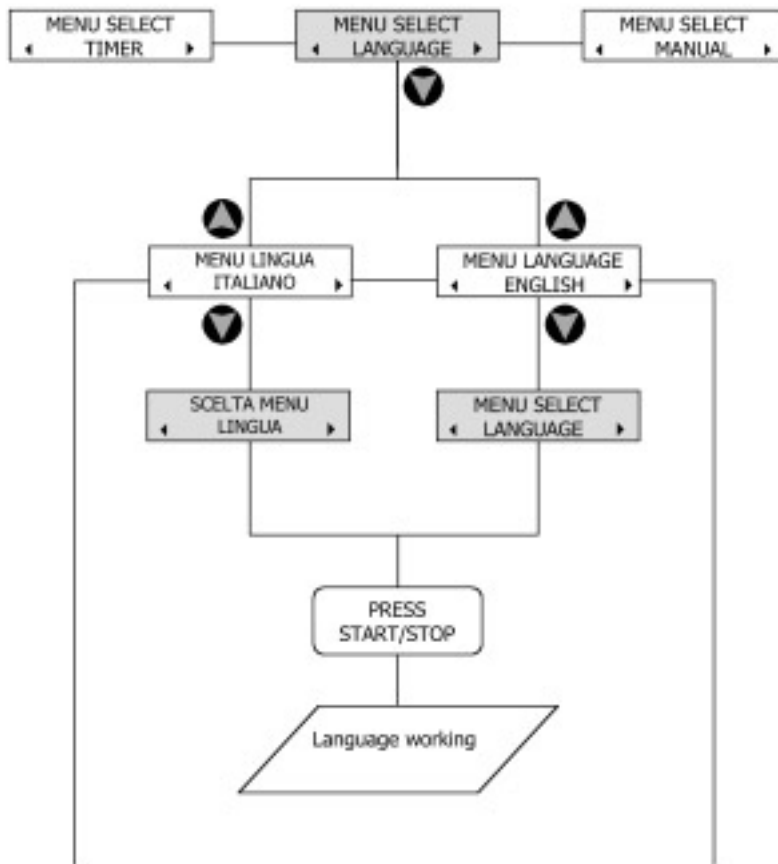 MENU SELECT
TIMER
MENU SELECT
LANGUAGE
MENU SELECT
MANUAL
MENU LINGUA
ITALIANO
MENU LANGUAGE
ENGLISH
SCELTA MENU
LINGUA
MENU SELECT
LANGUAGE
PRESS
START/STOP
Language working